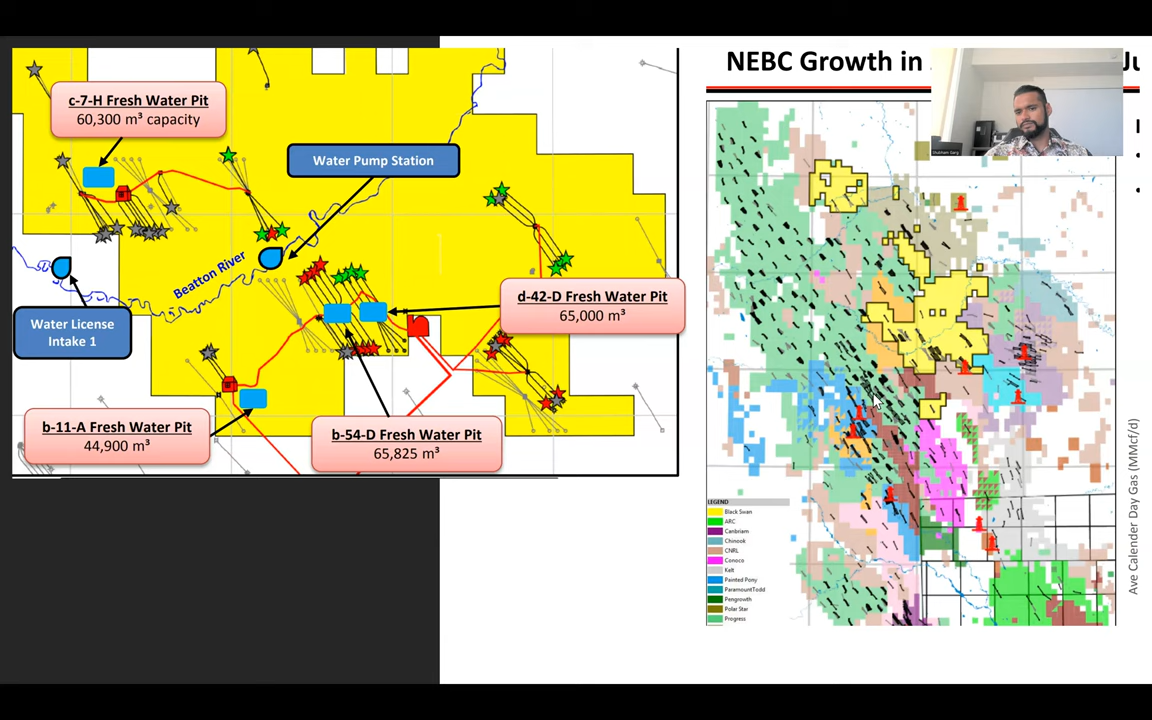 c-7-H Fresh Water Pit
60,300 m³ capacity
Water Pump Station
Beatton River
Water License
Intake 1
d-42-D Fresh Water Pit
65,000 m³
b-11-A Fresh Water Pit
44,900 m³
b-54-D Fresh Water Pit
65,825 m³
NEBC Growth in
Ju
Shubham Garg
LEGEND
Black Swan
ARC
Canbriam
Chinook
CNRL
Conoco
Kelt
Painted Pony
ParamountTodd
Pengrowth
Polar Star
Progress
Ave Calender Day Gas (MMcf/d)